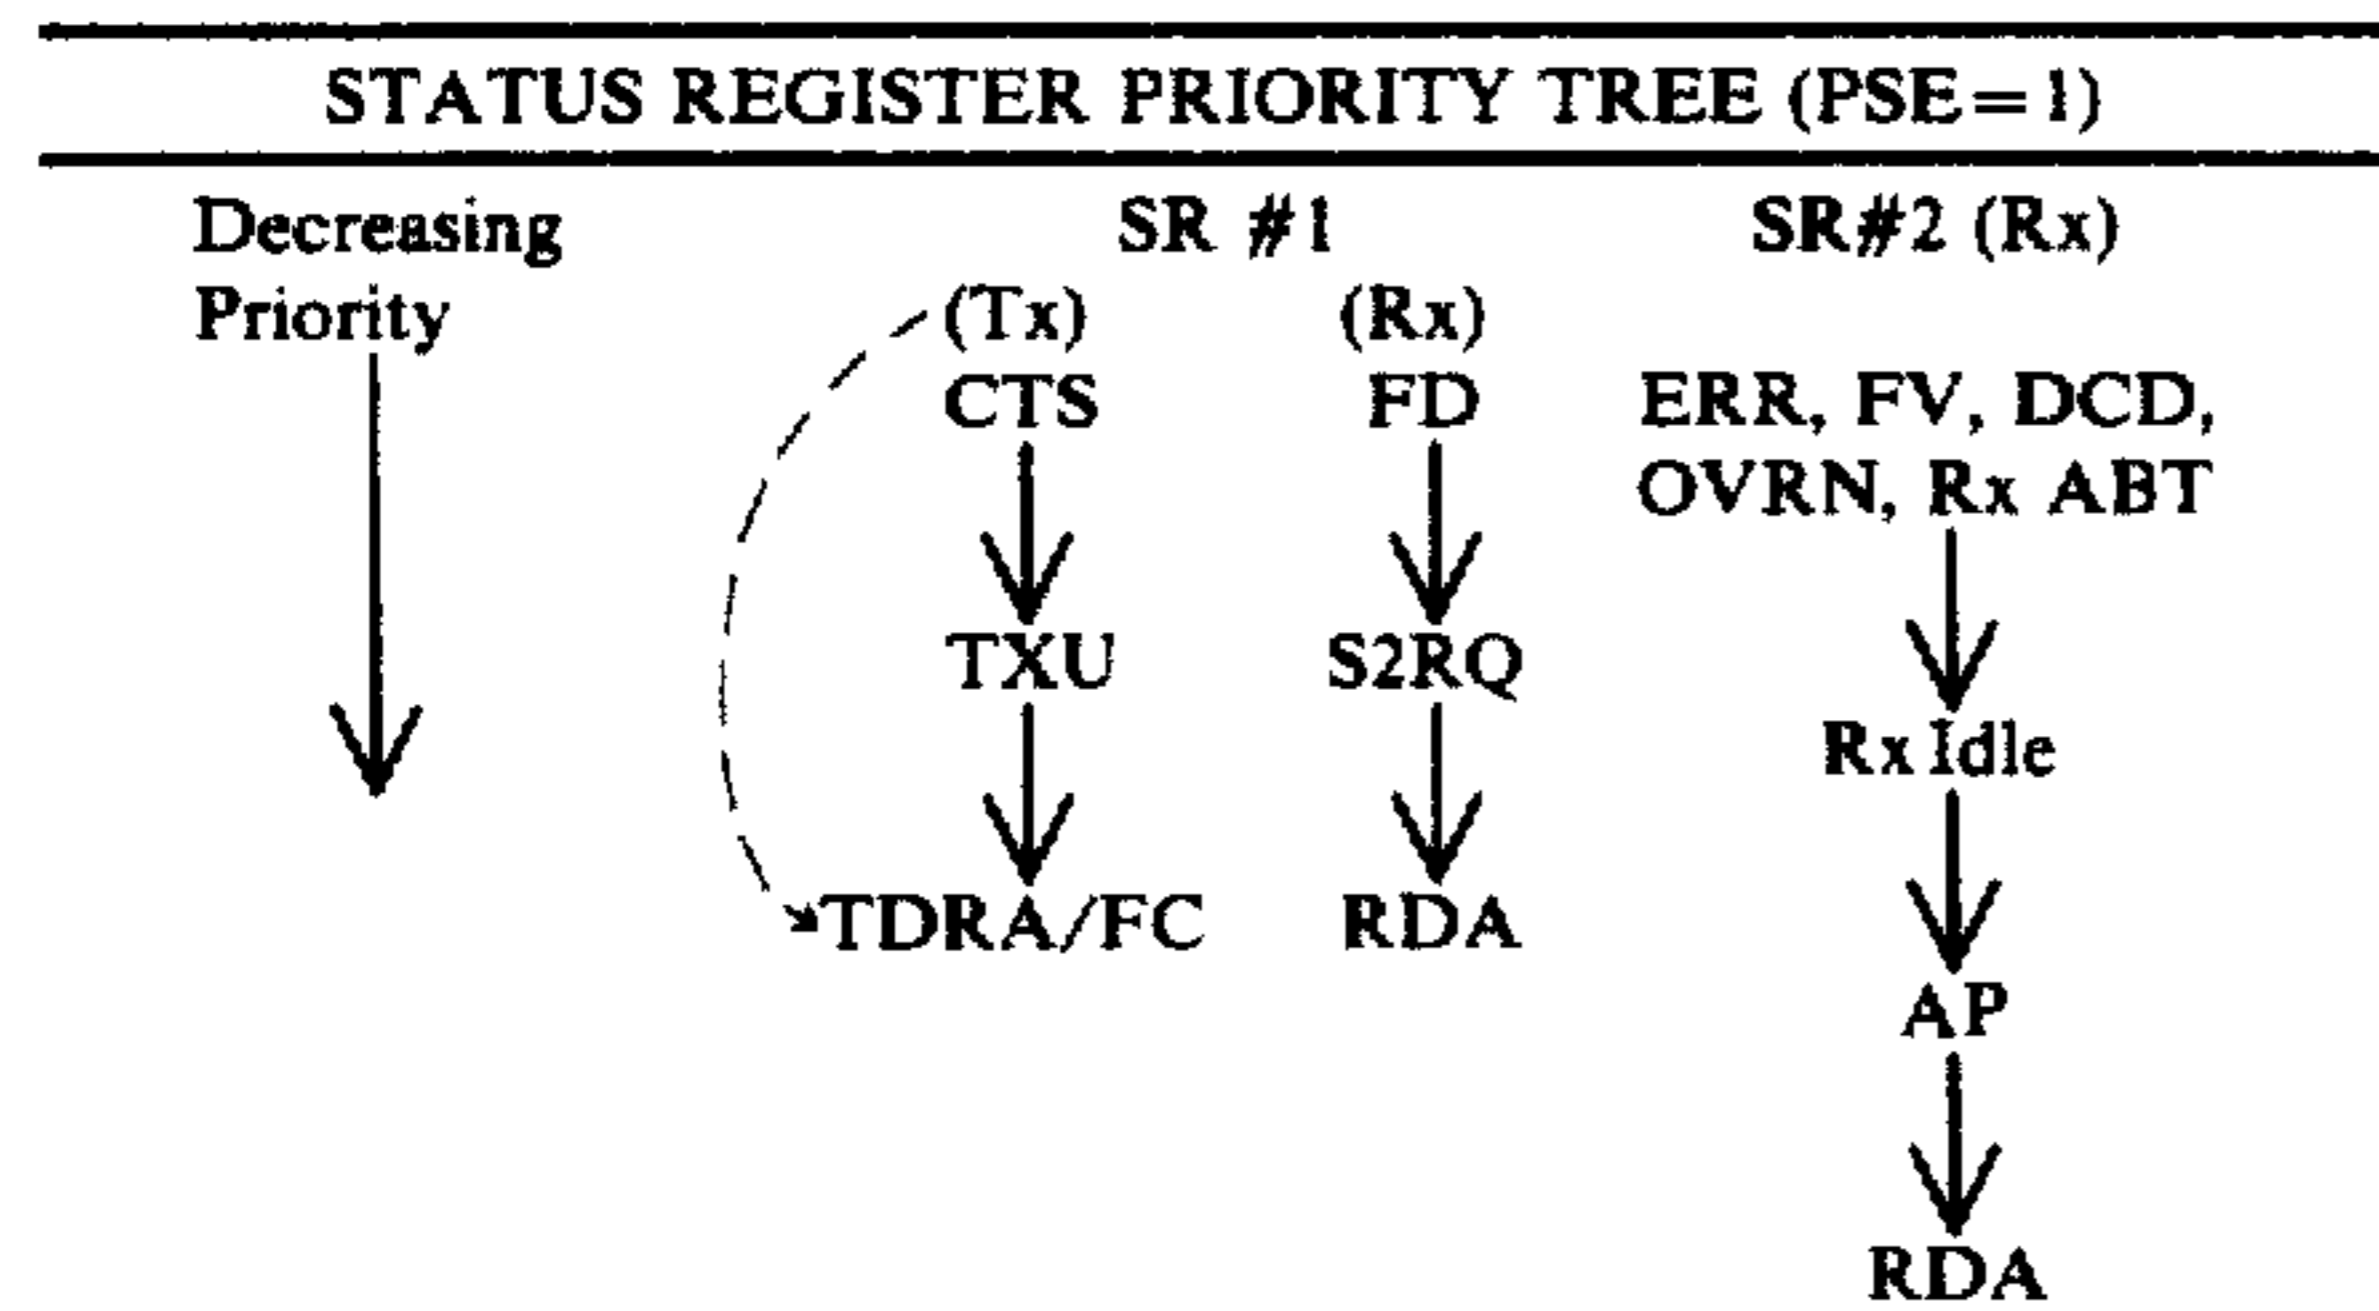 STATUS REGISTER PRIORITY TREE (PSE=1)
Decreasing
Priority
SR #1
(Tx)
CTS
TXU
TDRA/FC
(Rx)
FD
S2RQ
RDA
SR#2 (Rx)
ERR, FV, DCD,
OVRN, Rx ABT
Rx Idle
AP
RDA